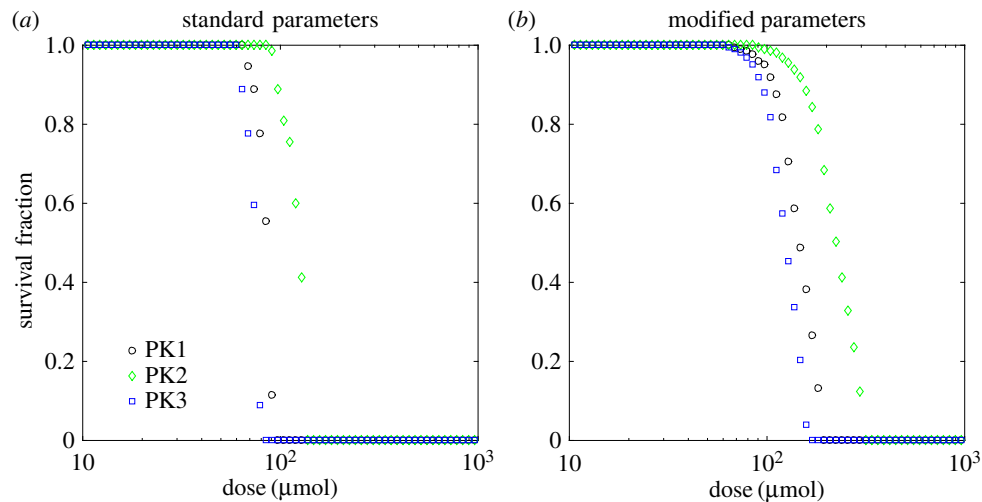 (a) standard parameters
1.0
0.8
0.6
0.4
0.2
0
survival fraction
PK1
PK2
PK3
10 10² 10³
dose (µmol)
(b) modified parameters
1.0
0.8
0.6
0.4
0.2
0
10 10² 10³
dose (µmol)